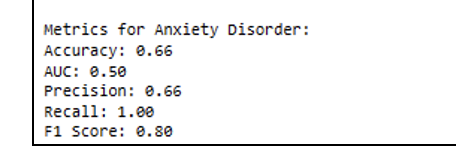 Metrics for Anxiety Disorder:
Accuracy: 0.66
AUC: 0.50
Precision: 0.66
Recall: 1.00
F1 Score: 0.80